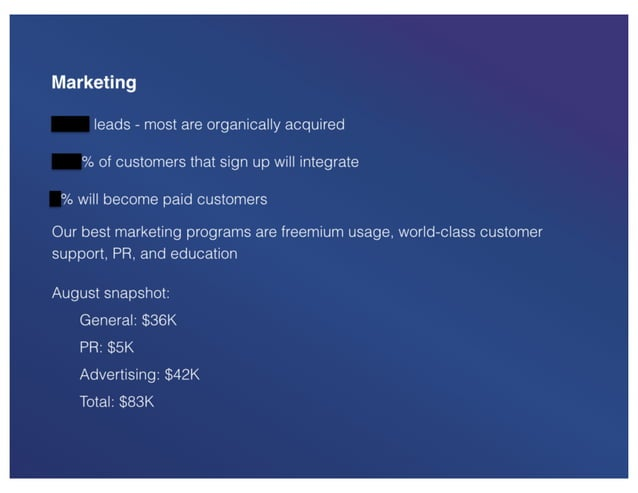 Marketing
leads - most are organically acquired
% of customers that sign up will integrate
% will become paid customers
Our best marketing programs are freemium usage, world-class customer
support, PR, and education
August snapshot:
General: $36K
PR: $5K
Advertising: $42K
Total: $83K